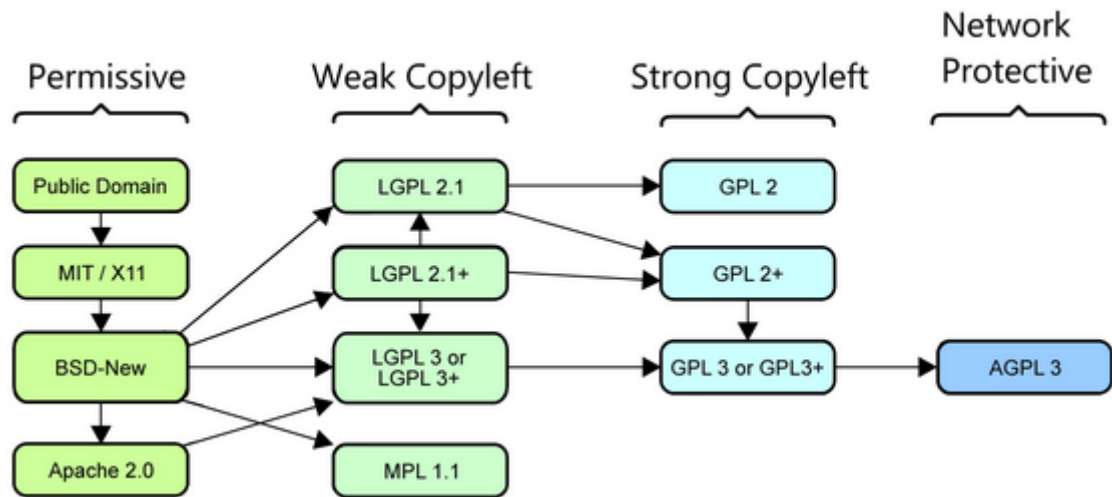 Network
Protective
Permissive
Weak Copyleft
Strong Copyleft
Public Domain
LGPL 2.1
GPL 2
MIT / X11
LGPL 2.1+
GPL 2+
BSD-New
LGPL 3 or
LGPL 3+
GPL 3 or GPL3+
AGPL 3
Apache 2.0
MPL 1.1